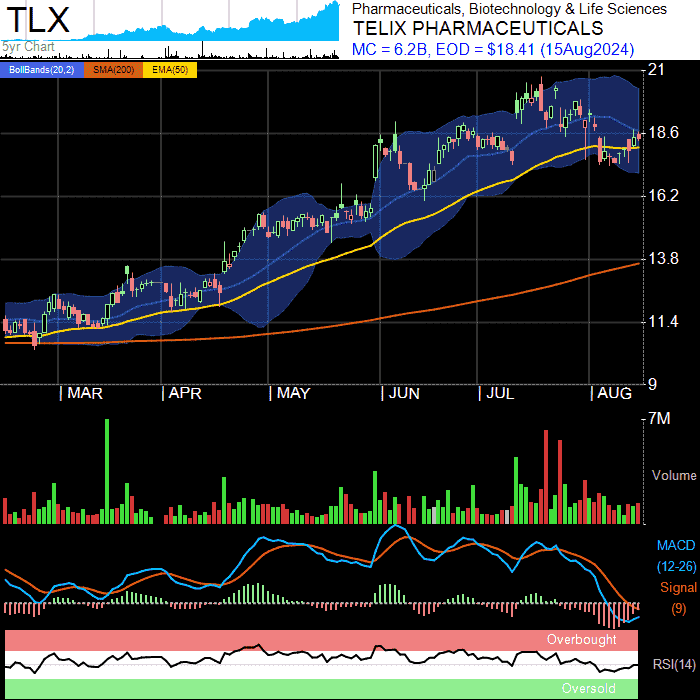 TLX
5yr Chart
Pharmaceuticals, Biotechnology & Life Sciences
TELIX PHARMACEUTICALS
MC = 6.2B, EOD = $18.41 (15Aug2024)
BollBands(20,2) SMA(200) EMA(50)
21
18.6
16.2
13.8
11.4
9
MAR APR MAY JUN JUL AUG
7M
Volume
MACD
(12-26)
Signal
(9)
Overbought
RSI(14)
Oversold